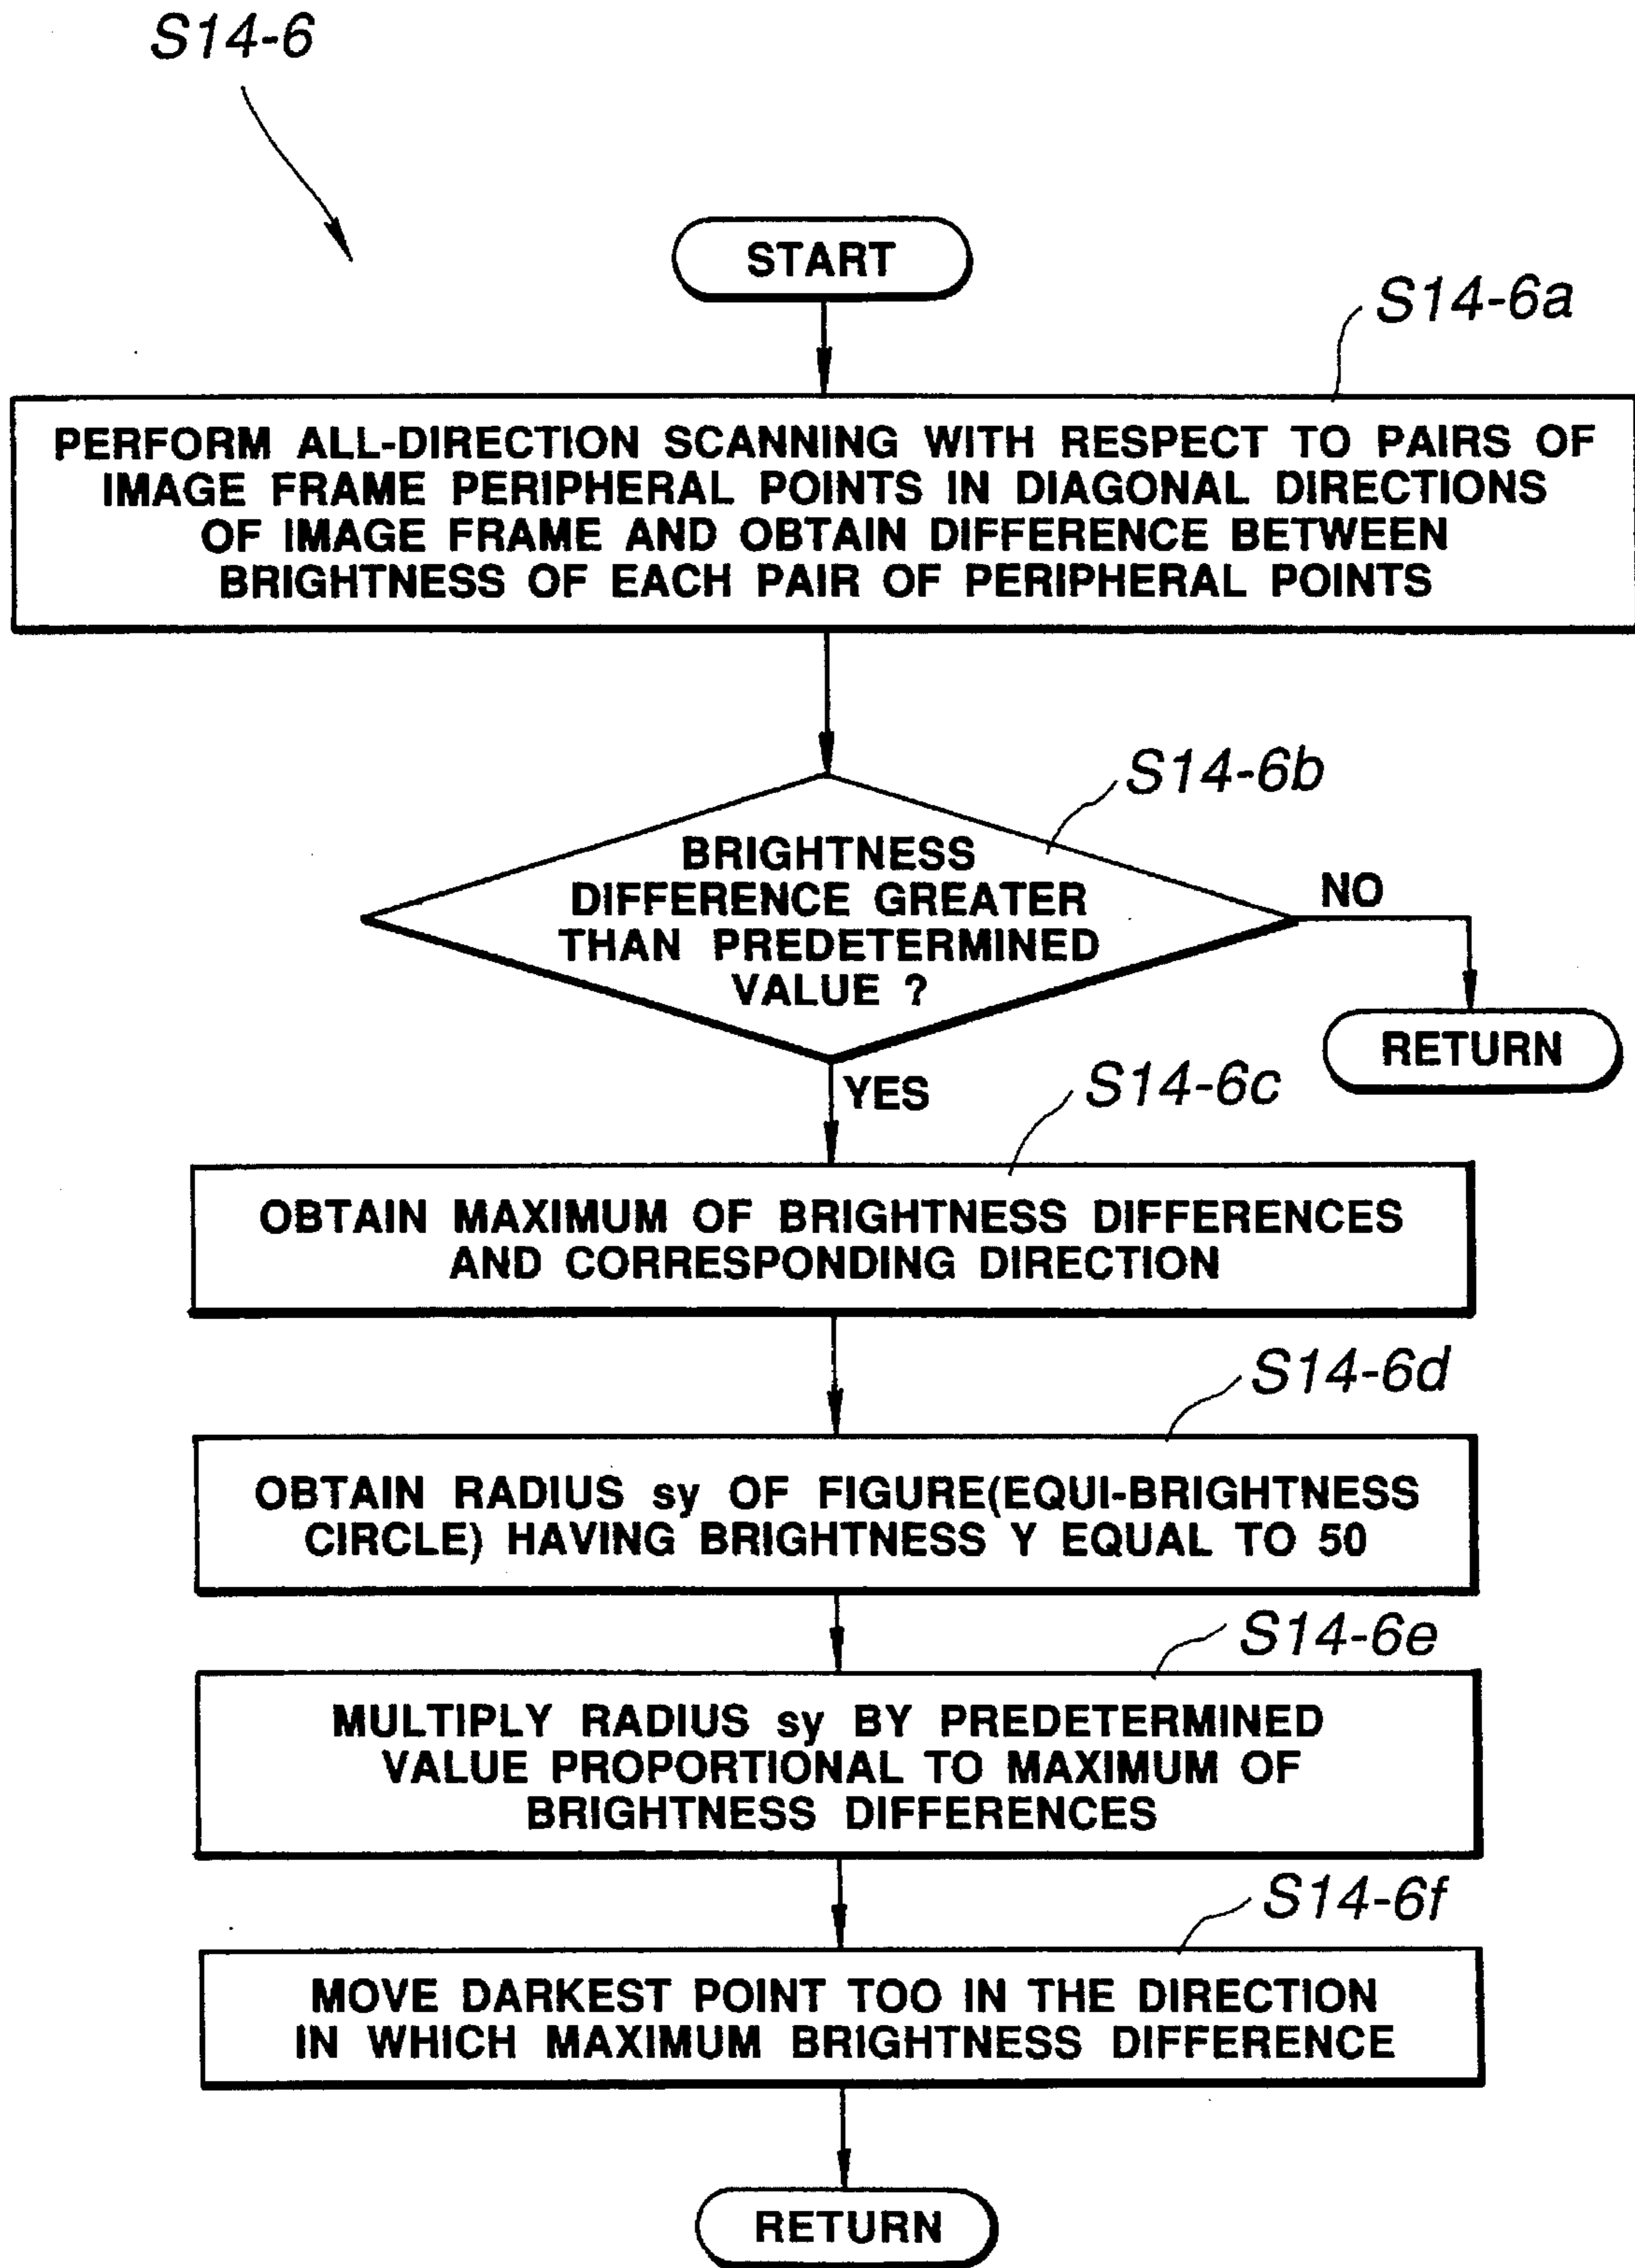 S14-6
START
S14-6a
PERFORM ALL-DIRECTION SCANNING WITH RESPECT TO PAIRS OF
IMAGE FRAME PERIPHERAL POINTS IN DIAGONAL DIRECTIONS
OF IMAGE FRAME AND OBTAIN DIFFERENCE BETWEEN
BRIGHTNESS OF EACH PAIR OF PERIPHERAL POINTS
S14-6b
BRIGHTNESS
DIFFERENCE GREATER
THAN PREDETERMINED
VALUE ?
NO
RETURN
YES
S14-6c
OBTAIN MAXIMUM OF BRIGHTNESS DIFFERENCES
AND CORRESPONDING DIRECTION
S14-6d
OBTAIN RADIUS sy OF FIGURE(EQUI-BRIGHTNESS
CIRCLE) HAVING BRIGHTNESS Y EQUAL TO 50
S14-6e
MULTIPLY RADIUS sy BY PREDETERMINED
VALUE PROPORTIONAL TO MAXIMUM OF
BRIGHTNESS DIFFERENCES
S14-6f
MOVE DARKEST POINT TOO IN THE DIRECTION
IN WHICH MAXIMUM BRIGHTNESS DIFFERENCE
RETURN